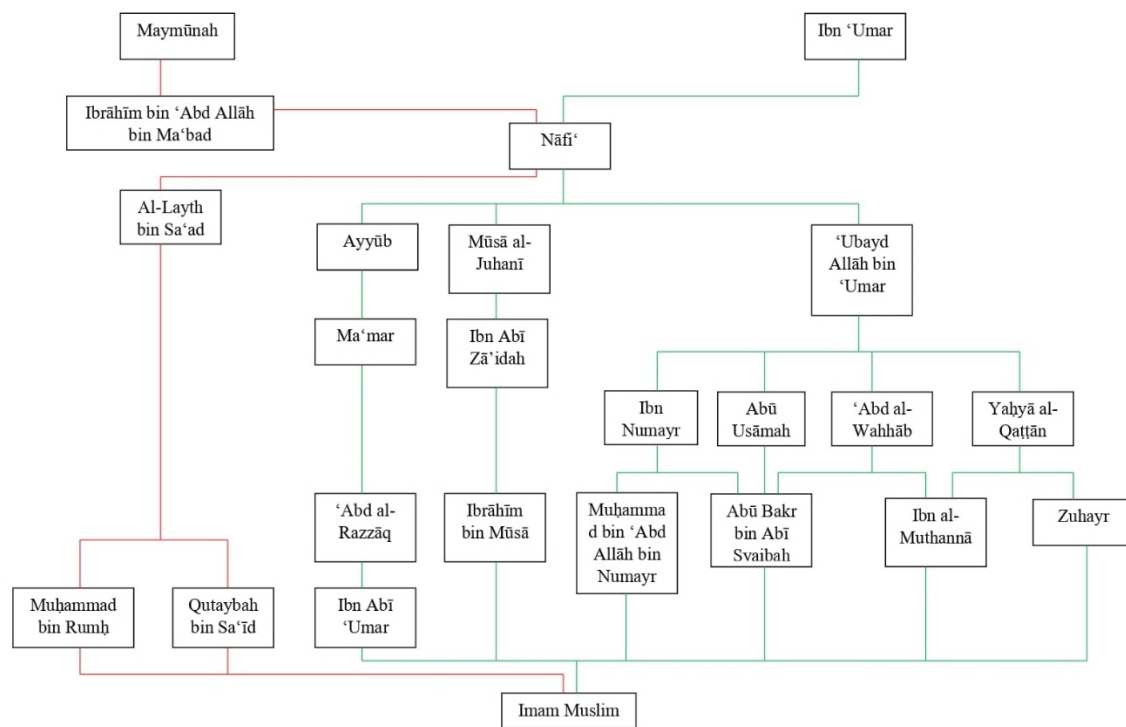 Maymūnah
Ibn ‘Umar
Ibrāhīm bin ‘Abd Allāh
bin Ma‘bad
Nāfi‘
Al-Layth
bin Sa‘ad
Ayyūb
Mūsā al-
Juhanī
‘Ubayd
Allāh bin
‘Umar
Ma‘mar
Ibn Abī
Zā’idah
Ibn
Numayr
Abū
Usāmah
‘Abd al-
Wahhāb
Yaḥyā al-
Qaṭṭān
‘Abd al-
Razzāq
Ibrāhīm
bin Mūsā
Muḥamma
d bin ‘Abd
Allāh bin
Numayr
Abū Bakr
bin Abī
Svaibah
Ibn al-
Muthannā
Zuhayr
Muḥammad
bin Rumḥ
Qutaybah
bin Sa‘īd
Ibn Abī
‘Umar
Imam Muslim